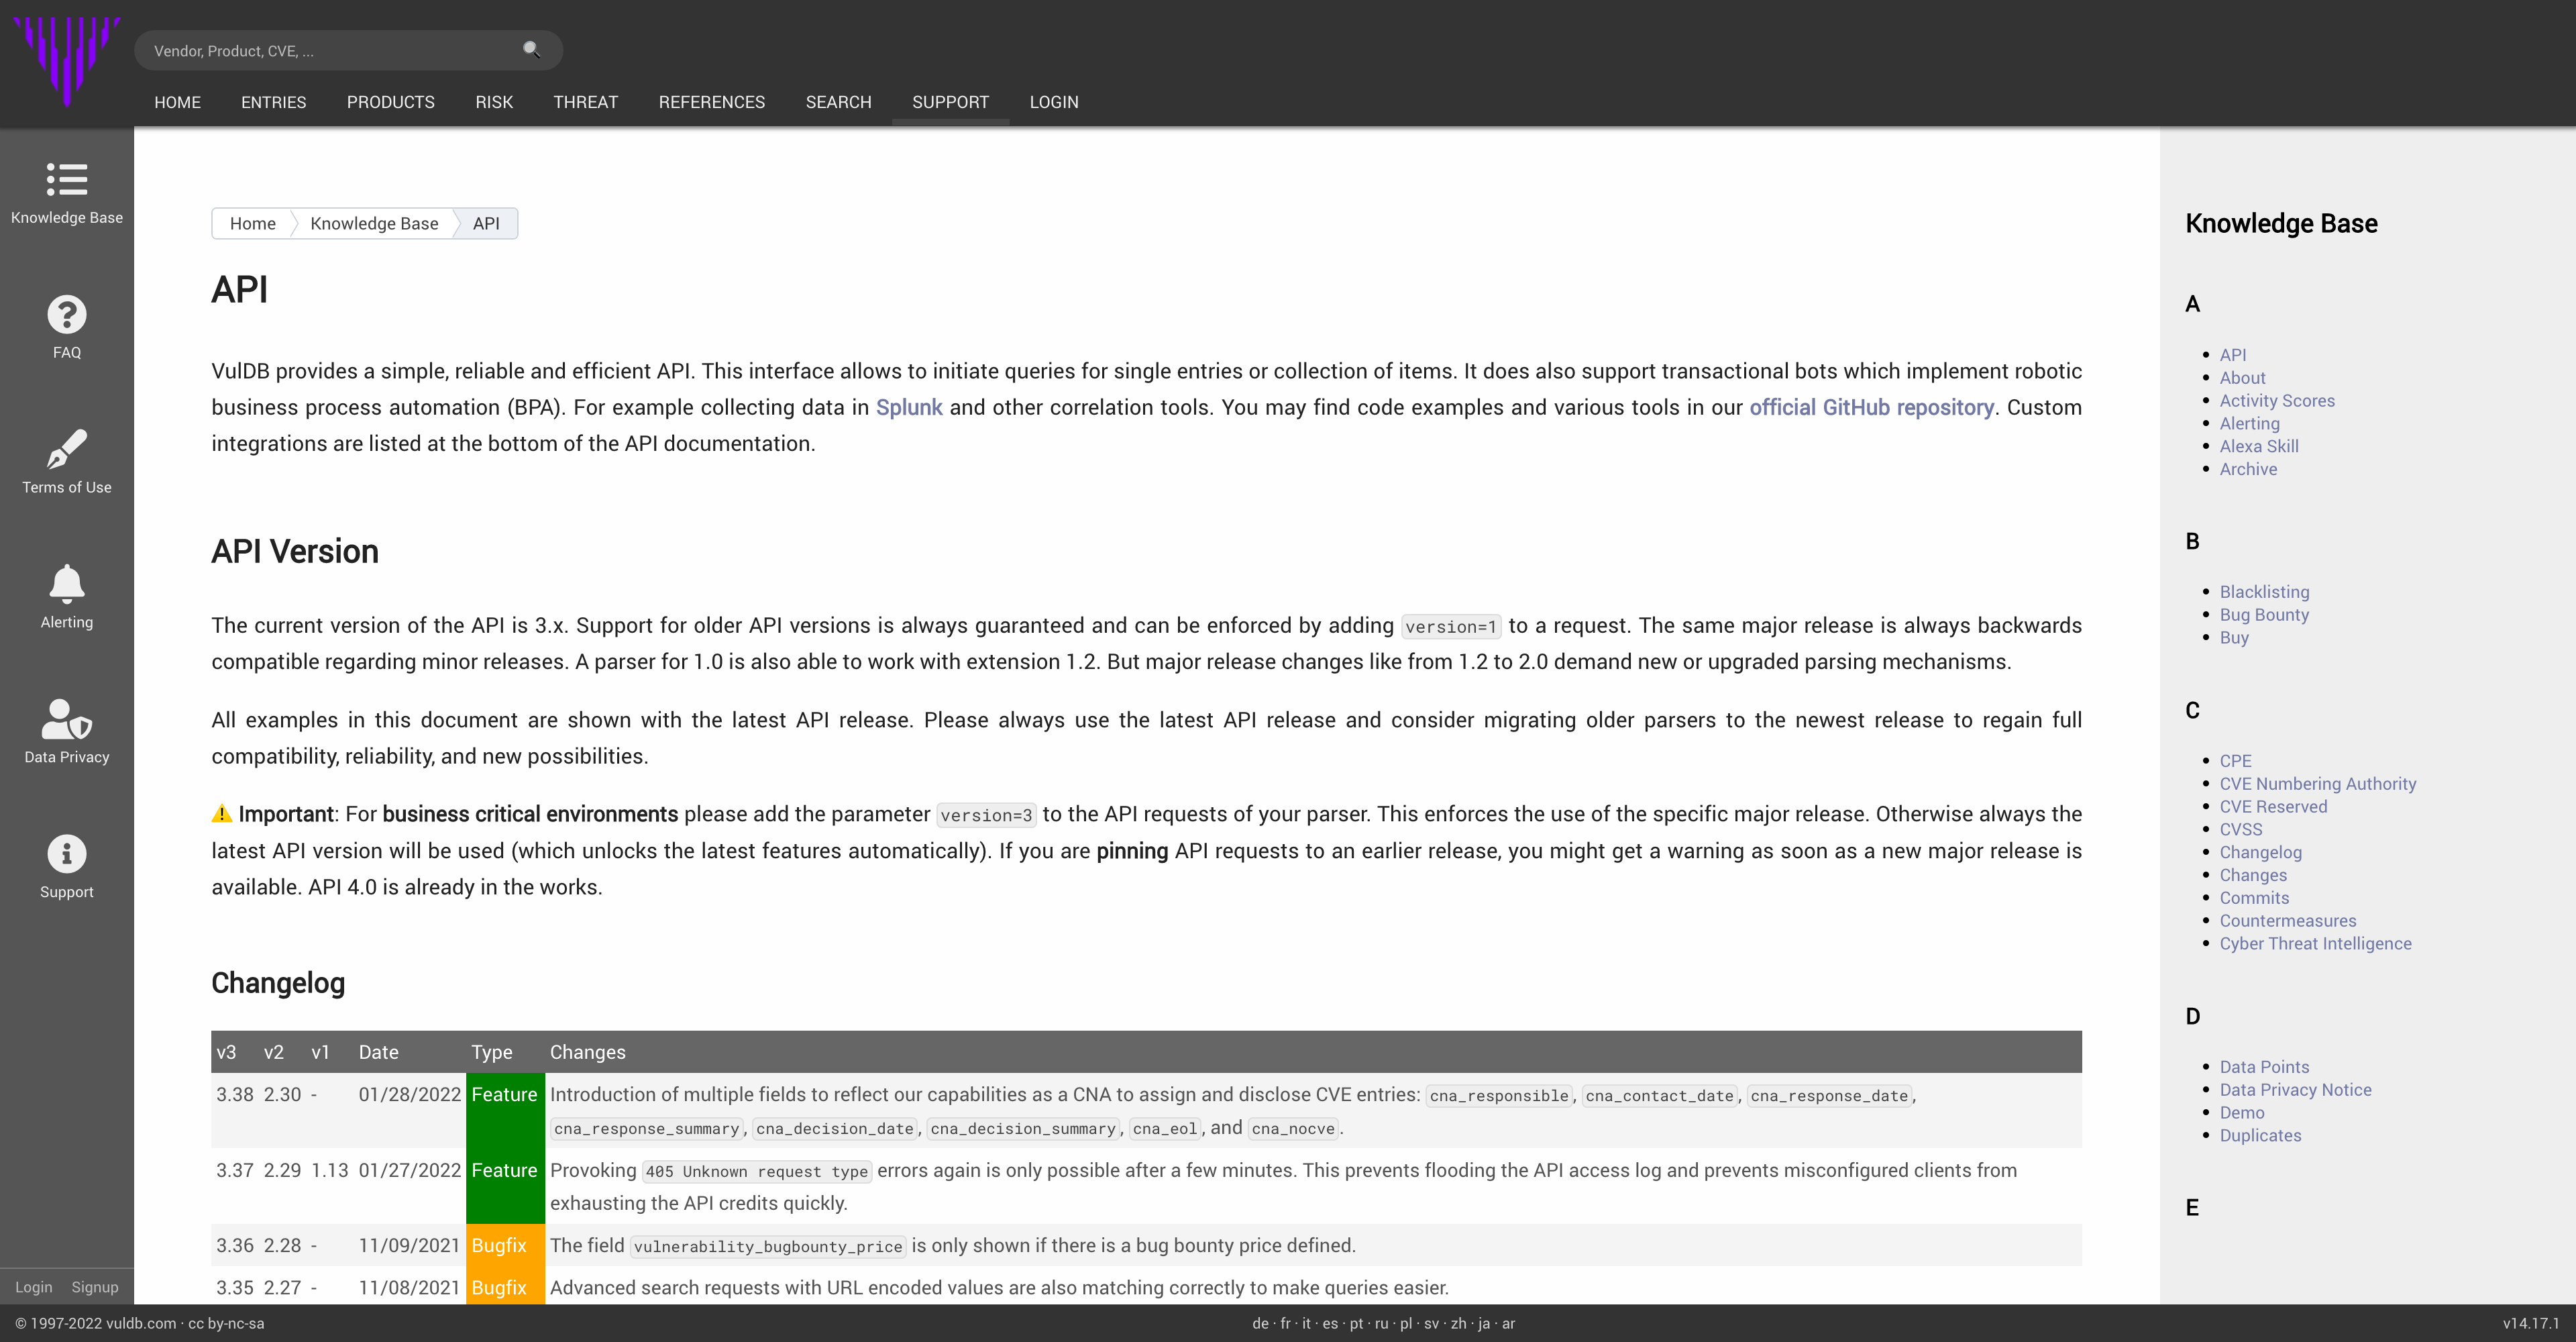 Vendor, Product, CVE, ...
HOME ENTRIES PRODUCTS RISK THREAT REFERENCES SEARCH SUPPORT LOGIN
Knowledge Base
FAQ
Terms of Use
Alerting
Data Privacy
Support
Login Signup
Home Knowledge Base API
API
VulDB provides a simple, reliable and efficient API. This interface allows to initiate queries for single entries or collection of items. It does also support transactional bots which implement robotic
business process automation (BPA). For example collecting data in Splunk and other correlation tools. You may find code examples and various tools in our official GitHub repository. Custom
integrations are listed at the bottom of the API documentation.
API Version
The current version of the API is 3.x. Support for older API versions is always guaranteed and can be enforced by adding version=1 to a request. The same major release is always backwards
compatible regarding minor releases. A parser for 1.0 is also able to work with extension 1.2. But major release changes like from 1.2 to 2.0 demand new or upgraded parsing mechanisms.
All examples in this document are shown with the latest API release. Please always use the latest API release and consider migrating older parsers to the newest release to regain full
compatibility, reliability, and new possibilities.
⚠ Important: For business critical environments please add the parameter version=3 to the API requests of your parser. This enforces the use of the specific major release. Otherwise always the
latest API version will be used (which unlocks the latest features automatically). If you are pinning API requests to an earlier release, you might get a warning as soon as a new major release is
available. API 4.0 is already in the works.
Changelog
v3 v2 v1 Date Type Changes
3.38 2.30 - 01/28/2022 Feature Introduction of multiple fields to reflect our capabilities as a CNA to assign and disclose CVE entries: cna_responsible, cna_contact_date, cna_response_date,
cna_response_summary, cna_decision_date, cna_decision_summary, cna_eol, and cna_nocve.
3.37 2.29 1.13 01/27/2022 Feature Provoking 405 Unknown request type errors again is only possible after a few minutes. This prevents flooding the API access log and prevents misconfigured clients from
exhausting the API credits quickly.
3.36 2.28 - 11/09/2021 Bugfix The field vulnerability_bugbounty_price is only shown if there is a bug bounty price defined.
3.35 2.27 - 11/08/2021 Bugfix Advanced search requests with URL encoded values are also matching correctly to make queries easier.
Knowledge Base
A
API
About
Activity Scores
Alerting
Alexa Skill
Archive
B
Blacklisting
Bug Bounty
Buy
C
CPE
CVE Numbering Authority
CVE Reserved
CVSS
Changelog
Changes
Commits
Countermeasures
Cyber Threat Intelligence
D
Data Points
Data Privacy Notice
Demo
Duplicates
E
© 1997-2022 vuldb.com · cc by-nc-sa
de · fr · it · es · pt · ru · pl · sv · zh · ja · ar
v14.17.1